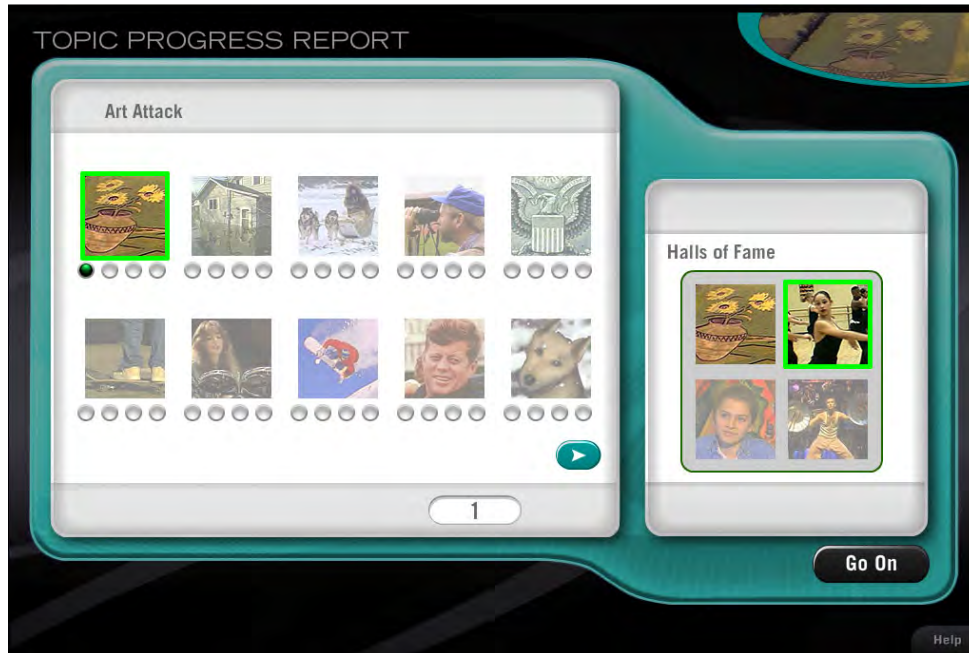 TOPIC PROGRESS REPORT
Art Attack
Halls of Fame
1
Go On
Help